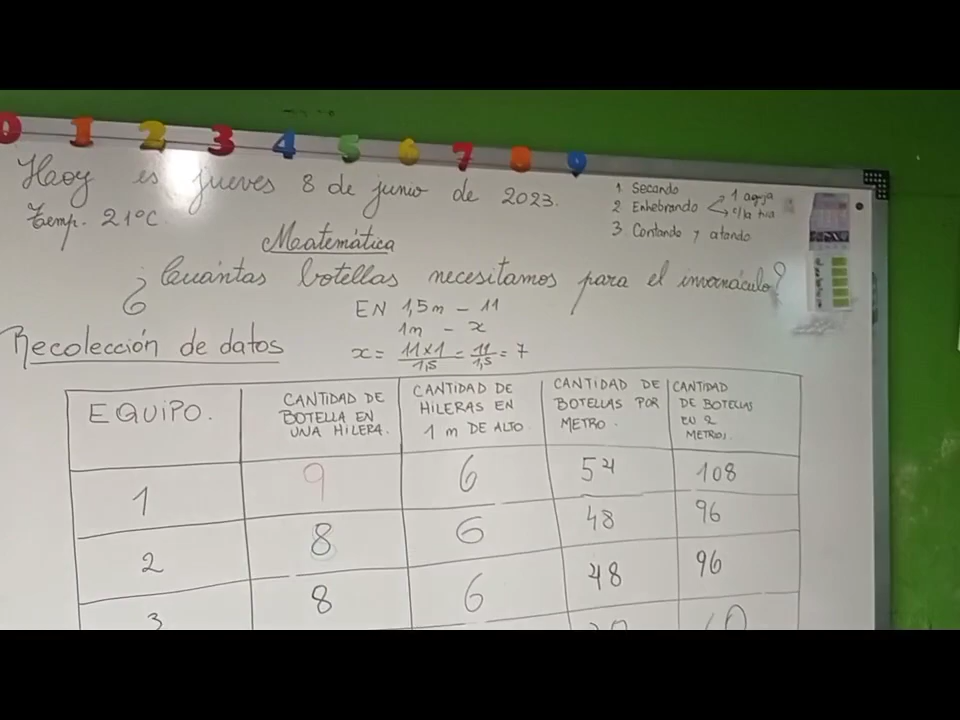 0 1 2 3 4 5 6 7 8 9
Hoy es jueves 8 de junio de 2023.
Temp. 21°C.
1 Secando
2 Enhebrando 1 aguja
c/la tira
3 Contando y atando
Matemática
¿Cuántas botellas necesitamos para el invernáculo?
6
EN 1,5m - 11
1m - x
x = 11x1/1,5 = 11/1,5 = 7
Recolección de datos
EQUIPO. CANTIDAD DE BOTELLA EN UNA HILERA. CANTIDAD DE HILERAS EN 1 m DE ALTO. CANTIDAD DE BOTELLAS POR METRO. CANTIDAD DE BOTELLAS EN 2 METROS.
1 9 6 54 108
2 8 6 48 96
3 8 6 48 96